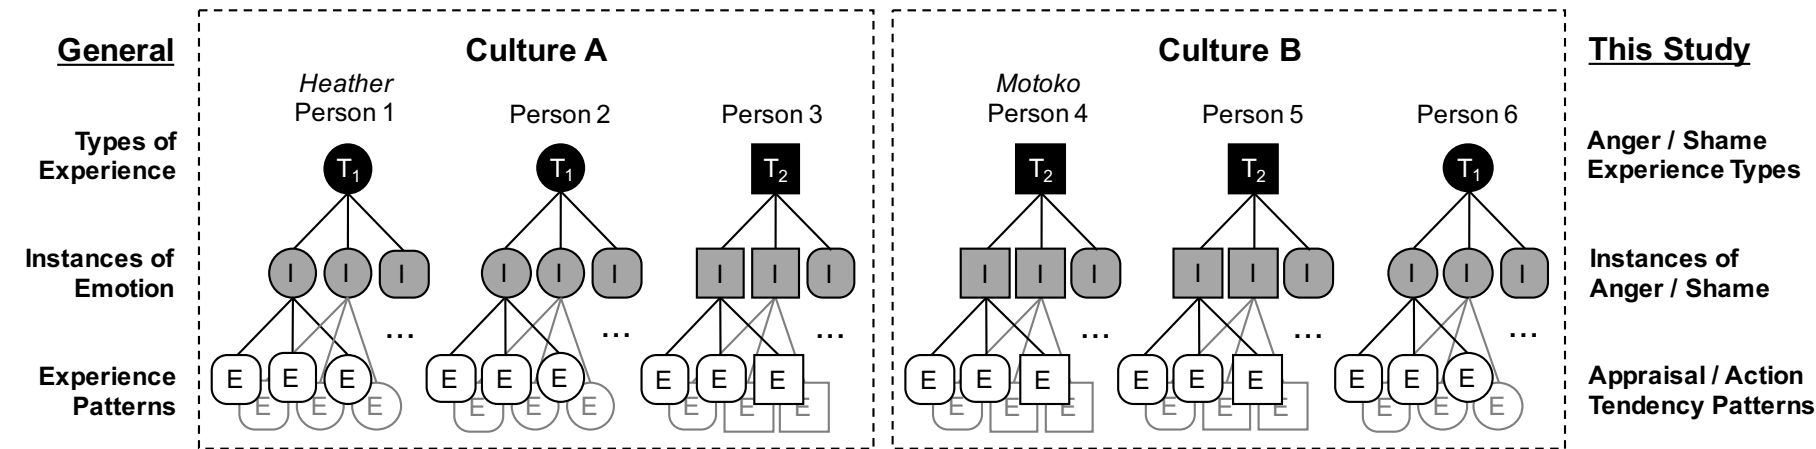 General
Culture A
Culture B
This Study
Heather
Person 1
Person 2
Person 3
Motoko
Person 4
Person 5
Person 6
Types of
Experience
T1
T1
T2
T2
T2
T1
Anger / Shame
Experience Types
Instances of
Emotion
I I I
I I I
I I I
I I I
I I I
I I I
Instances of
Anger / Shame
... ... ... ... ... ...
Experience
Patterns
E E E
E E E
E E E
E E E
E E E
E E E
E E E
E E E
E E E
E E E
E E E
E E E
Appraisal / Action
Tendency Patterns